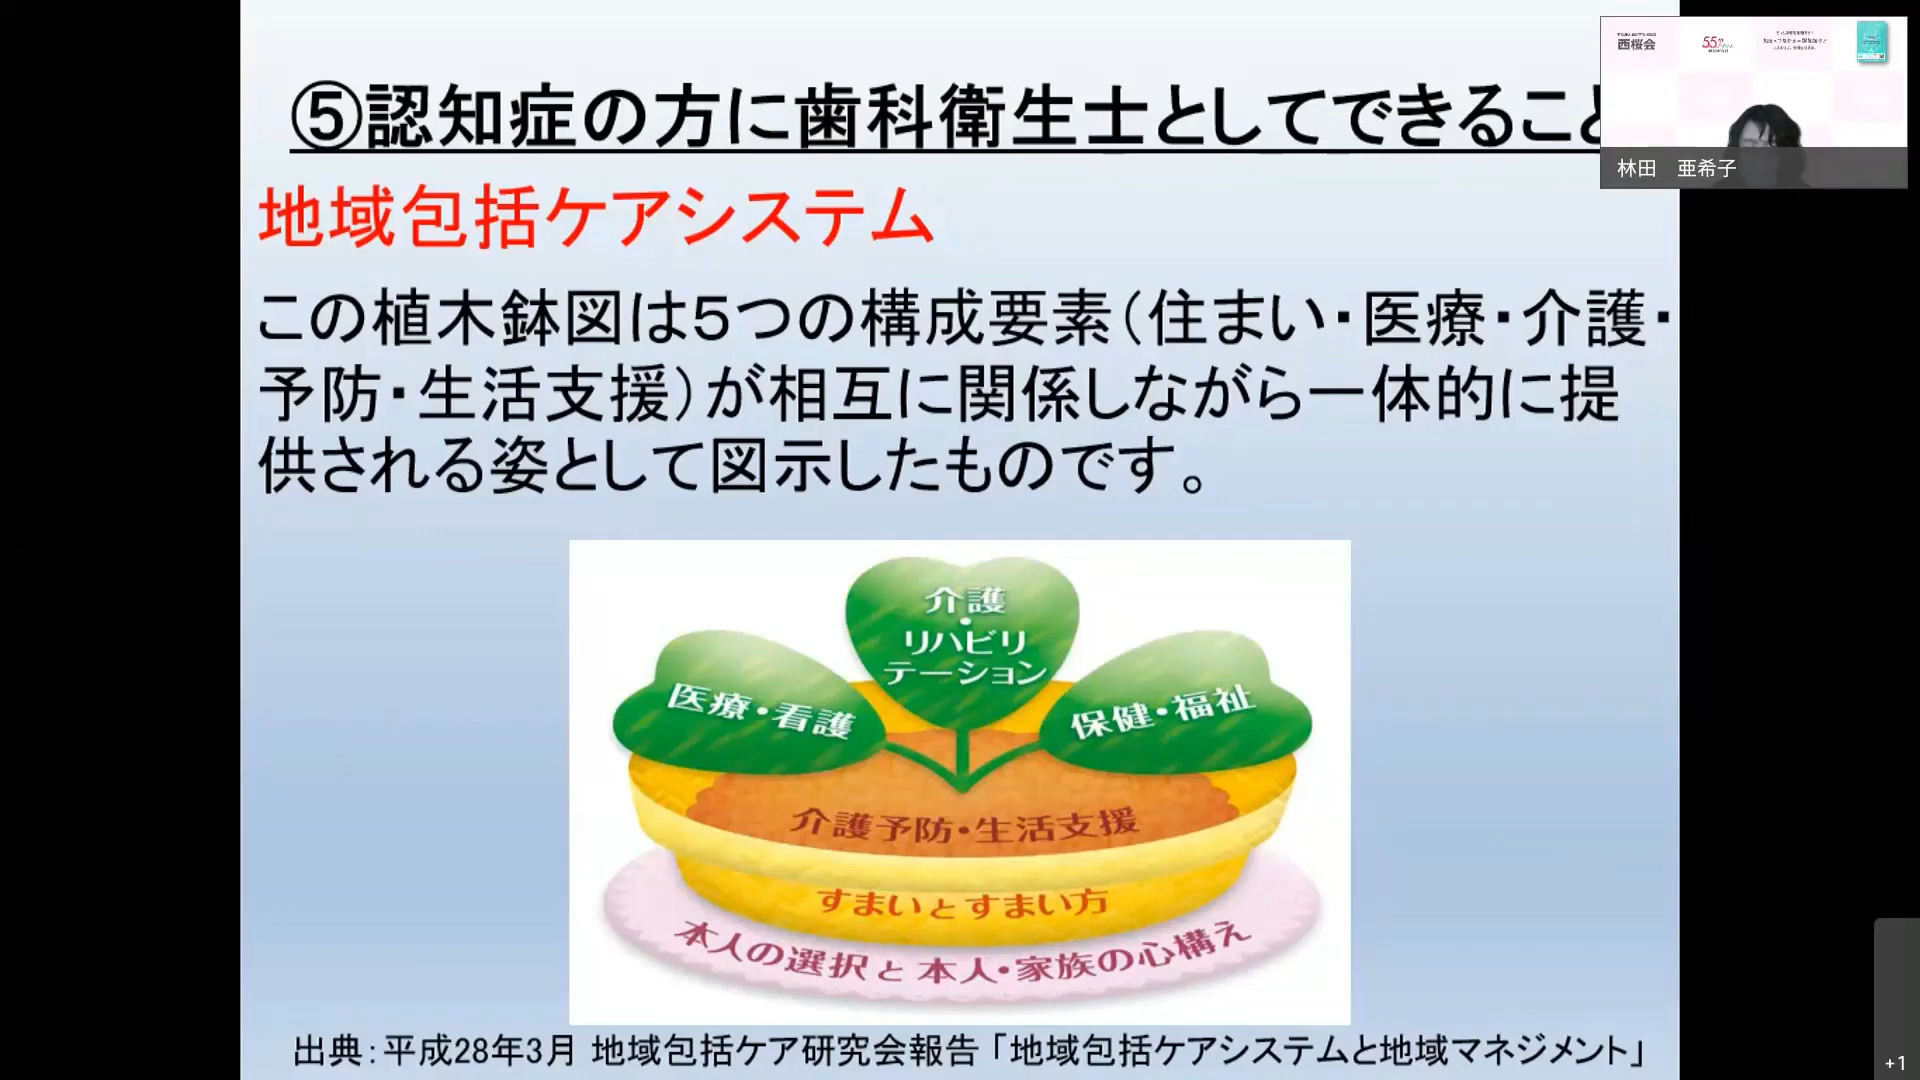 ⑤認知症の方に歯科衛生士としてできること
地域包括ケアシステム
この植木鉢図は５つの構成要素（住まい・医療・介護・
予防・生活支援）が相互に関係しながら一体的に提
供される姿として図示したものです。
介護
・
リハビリ
テーション
医療・看護
保健・福祉
介護予防・生活支援
すまいとすまい方
本人の選択と本人・家族の心構え
出典：平成28年3月 地域包括ケア研究会報告「地域包括ケアシステムと地域マネジメント」
西桜会
55th
林田　亜希子
+1